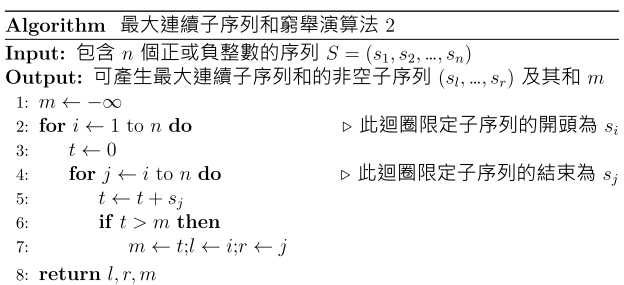 Algorithm 最大連續子序列和窮舉演算法 2
Input: 包含 n 個正或負整數的序列 S = (s₁, s₂, ..., sₙ)
Output: 可產生最大連續子序列和的非空子序列 (sₗ, ..., sᵣ) 及其和 m
1: m ← −∞
2: for i ← 1 to n do ▷ 此迴圈限定子序列的開頭為 sᵢ
3: t ← 0
4: for j ← i to n do ▷ 此迴圈限定子序列的結束為 sⱼ
5: t ← t + sⱼ
6: if t > m then
7: m ← t;l ← i;r ← j
8: return l, r, m